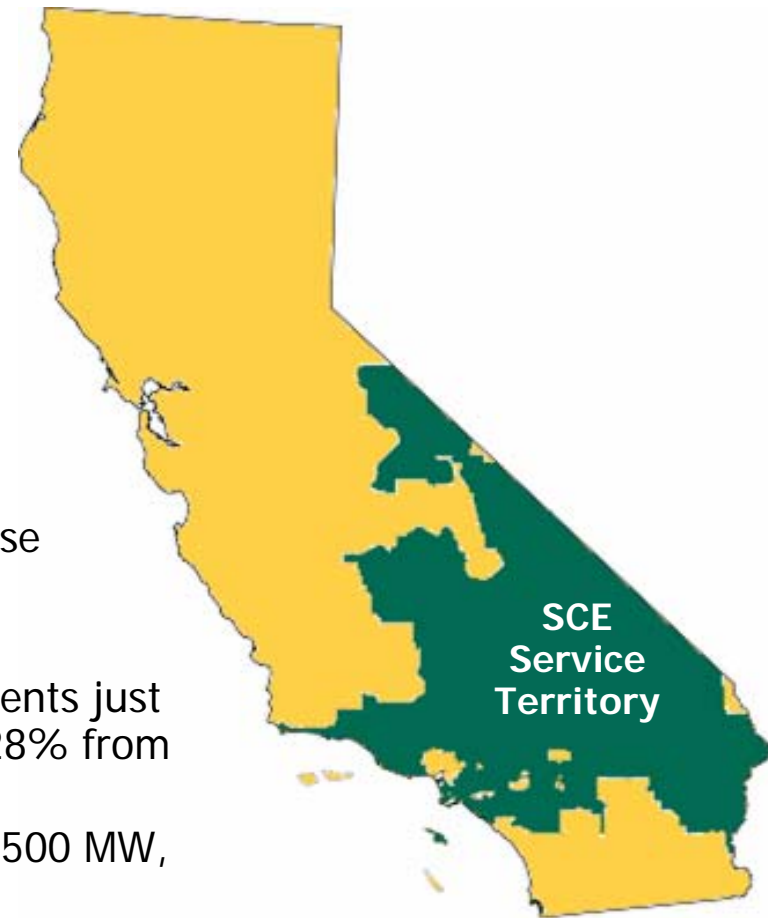 se
ents just
28% from
500 MW,
SCE
Service
Territory